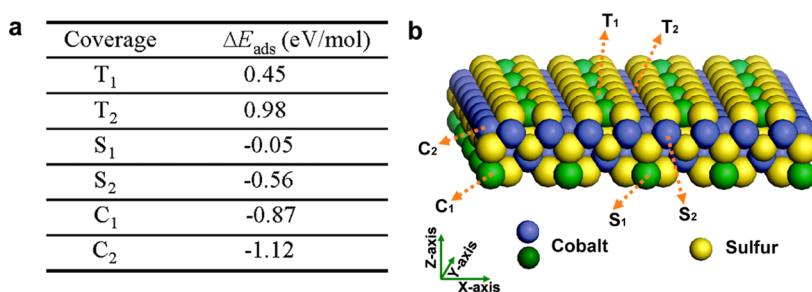 a
Coverage ΔE_ads (eV/mol)
T₁ 0.45
T₂ 0.98
S₁ -0.05
S₂ -0.56
C₁ -0.87
C₂ -1.12
b
T₁ T₂
C₂
C₁
S₁ S₂
Z-axis
Y-axis
X-axis
Cobalt
Sulfur